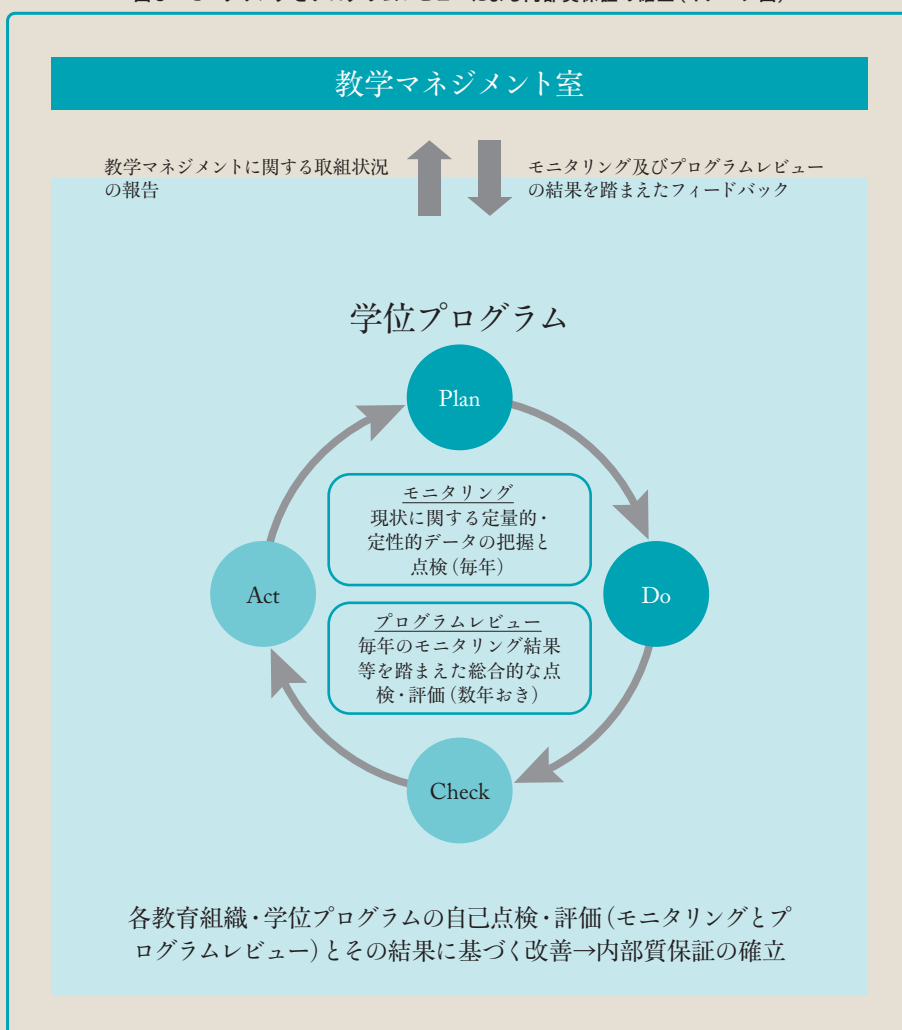 教学マネジメント室
教学マネジメントに関する取組状況
の報告
モニタリング及びプログラムレビュー
の結果を踏まえたフィードバック
学位プログラム
Plan
モニタリング
現状に関する定量的・
定性的データの把握と
点検(毎年)
Act
Do
プログラムレビュー
毎年のモニタリング結果
等を踏まえた総合的な点
検・評価(数年おき)
Check
各教育組織・学位プログラムの自己点検・評価(モニタリングとプ
ログラムレビュー)とその結果に基づく改善→内部質保証の確立